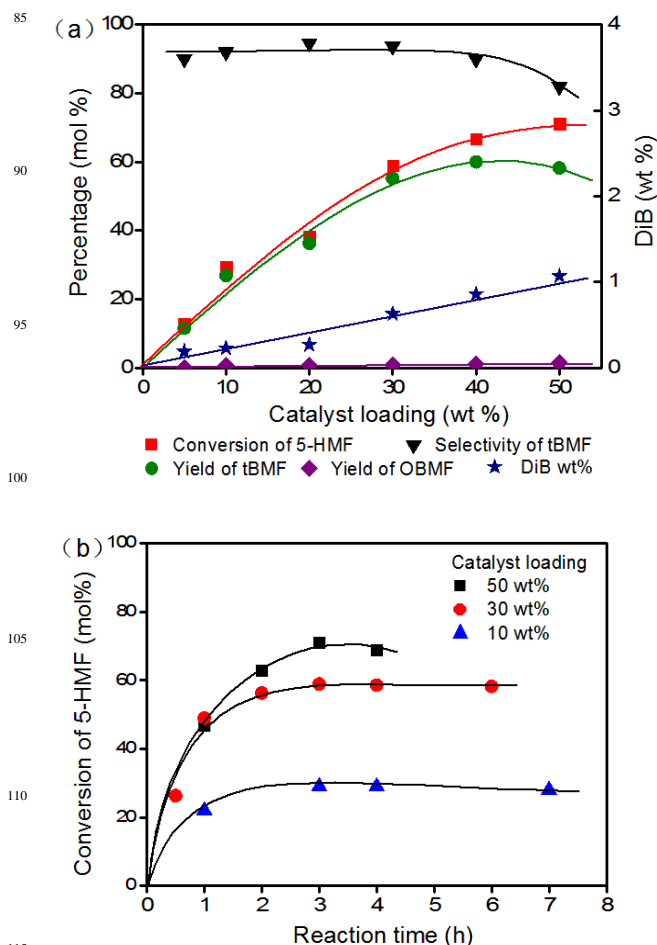 85
(a)
100
80
60
40
20
0
Percentage (mol %)
4
3
2
1
0
DiB (wt %)
0 10 20 30 40 50
Catalyst loading (wt %)
Conversion of 5-HMF Selectivity of tBMF
Yield of tBMF Yield of OBMF DiB wt%
90
95
100
(b)
100
80
60
40
20
0
Conversion of 5-HMF (mol%)
Catalyst loading
50 wt%
30 wt%
10 wt%
0 1 2 3 4 5 6 7 8
Reaction time (h)
105
110